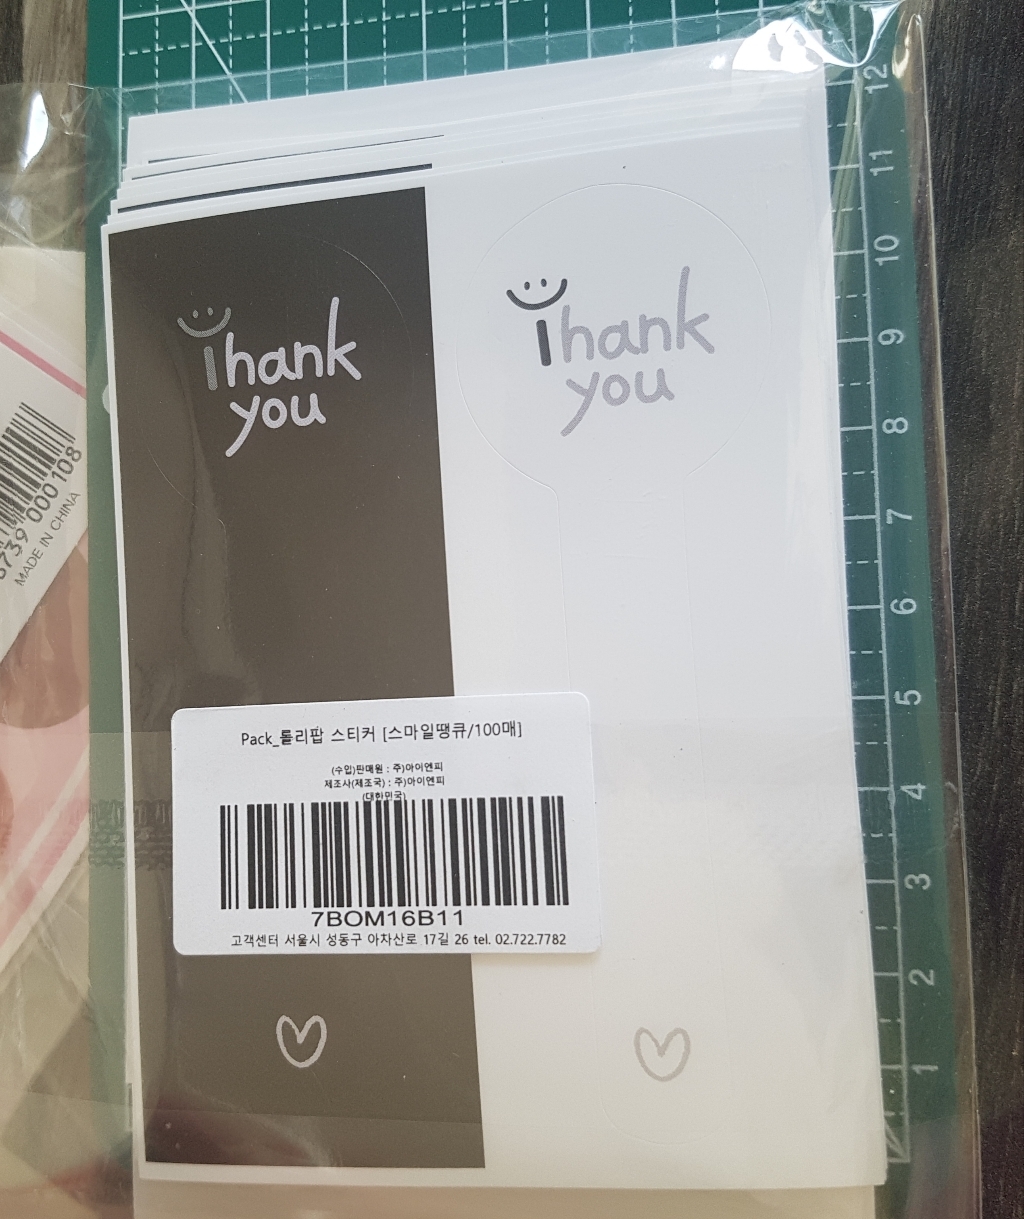 Thank
you
Thank
you
Pack_롤리팝 스티커 [스마일땡큐/100매]
(수입)판매원 : 주)아이엔피
제조사(제조국) : 주)아이엔피
(대한민국)
7BOM16B11
고객센터 서울시 성동구 아차산로 17길 26 tel. 02.722.7782
739 000108
MADE IN CHINA
12
11
10
9
8
7
6
5
4
3
2
1